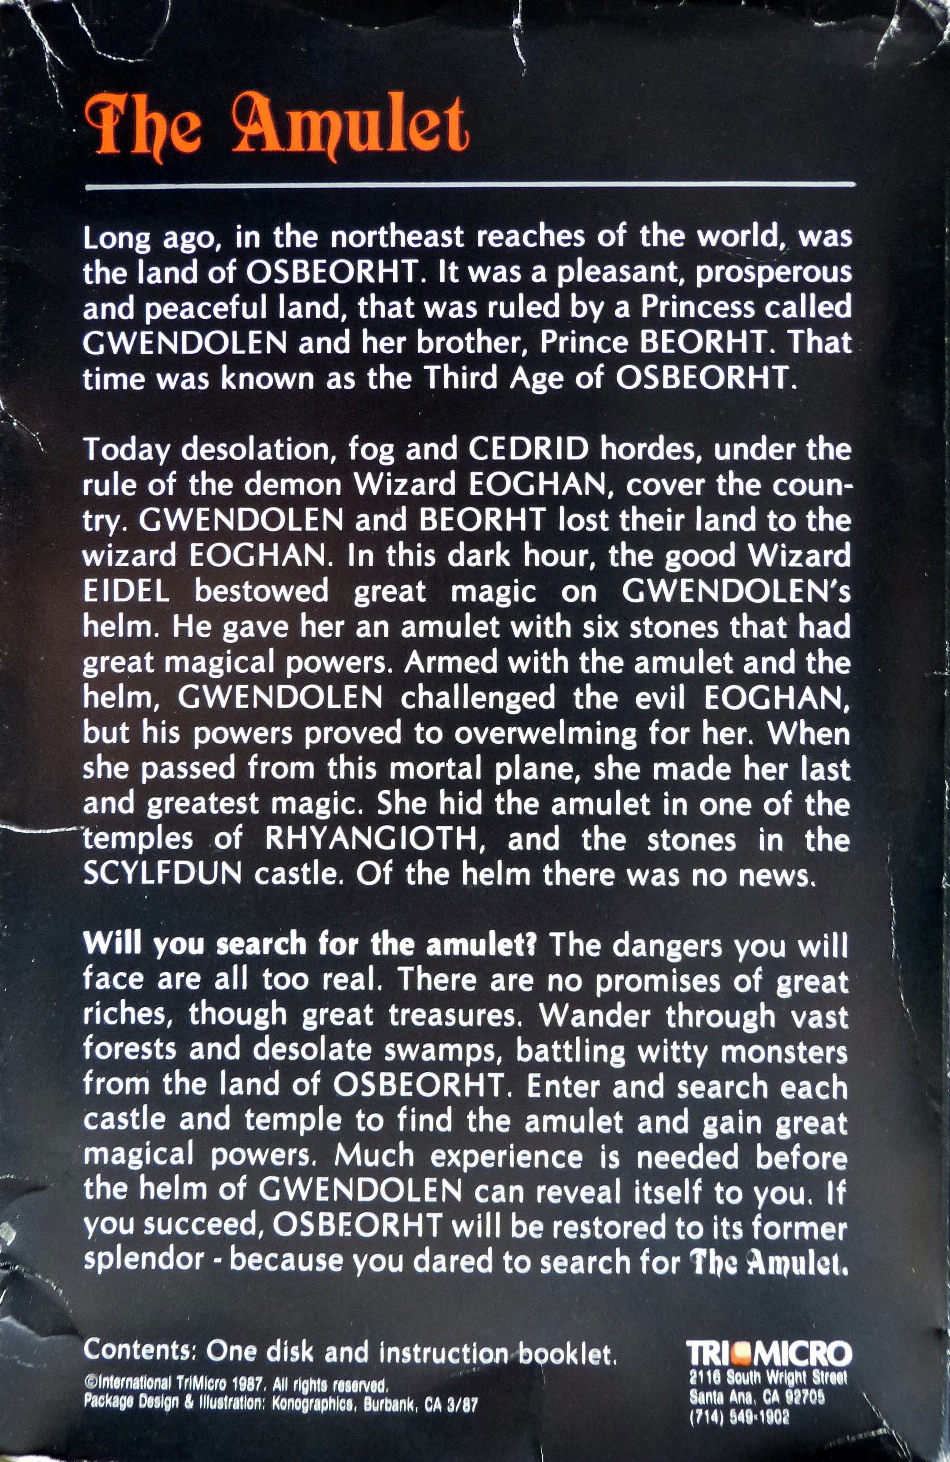 The Amulet
Long ago, in the northeast reaches of the world, was
the land of OSBEORHT. It was a pleasant, prosperous
and peaceful land, that was ruled by a Princess called
GWENDOLEN and her brother, Prince BEORHT. That
time was known as the Third Age of OSBEORHT.
Today desolation, fog and CEDRID hordes, under the
rule of the demon Wizard EOGHAN, cover the coun-
try. GWENDOLEN and BEORHT lost their land to the
wizard EOGHAN. In this dark hour, the good Wizard
EIDEL bestowed great magic on GWENDOLEN's
helm. He gave her an amulet with six stones that had
great magical powers. Armed with the amulet and the
helm, GWENDOLEN challenged the evil EOGHAN,
but his powers proved to overwelming for her. When
she passed from this mortal plane, she made her last
and greatest magic. She hid the amulet in one of the
temples of RHYANGIOTH, and the stones in the
SCYLFDUN castle. Of the helm there was no news.
Will you search for the amulet? The dangers you will
face are all too real. There are no promises of great
riches, though great treasures. Wander through vast
forests and desolate swamps, battling witty monsters
from the land of OSBEORHT. Enter and search each
castle and temple to find the amulet and gain great
magical powers. Much experience is needed before
the helm of GWENDOLEN can reveal itself to you. If
you succeed, OSBEORHT will be restored to its former
splendor - because you dared to search for The Amulet.
Contents: One disk and instruction booklet.
©International TriMicro 1987. All rights reserved.
Package Design & Illustration: Konographics, Burbank, CA 3/87
TRI MICRO
2116 South Wright Street
Santa Ana, CA 92705
(714) 549-1902